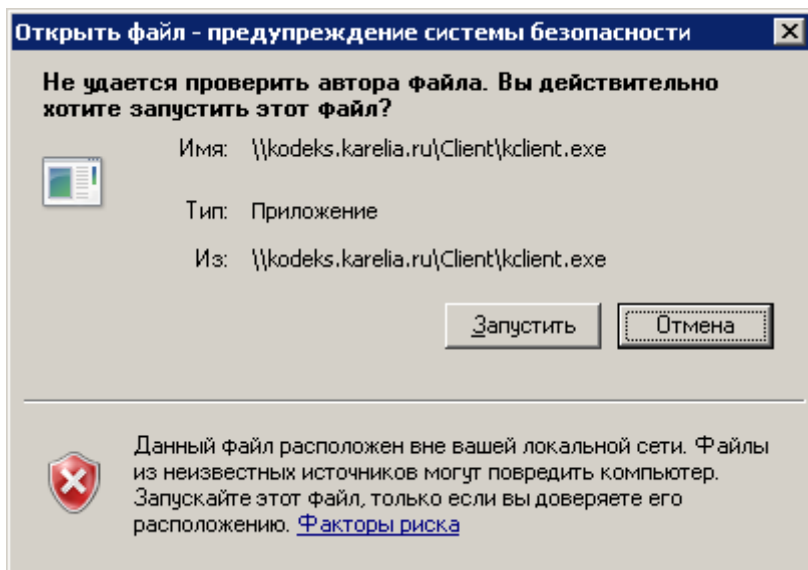 Открыть файл - предупреждение системы безопасности
Не удается проверить автора файла. Вы действительно
хотите запустить этот файл?
Имя: \\kodeks.karelia.ru\Client\kclient.exe
Тип: Приложение
Из: \\kodeks.karelia.ru\Client\kclient.exe
Запустить Отмена
Данный файл расположен вне вашей локальной сети. Файлы
из неизвестных источников могут повредить компьютер.
Запускайте этот файл, только если вы доверяете его
расположению. Факторы риска